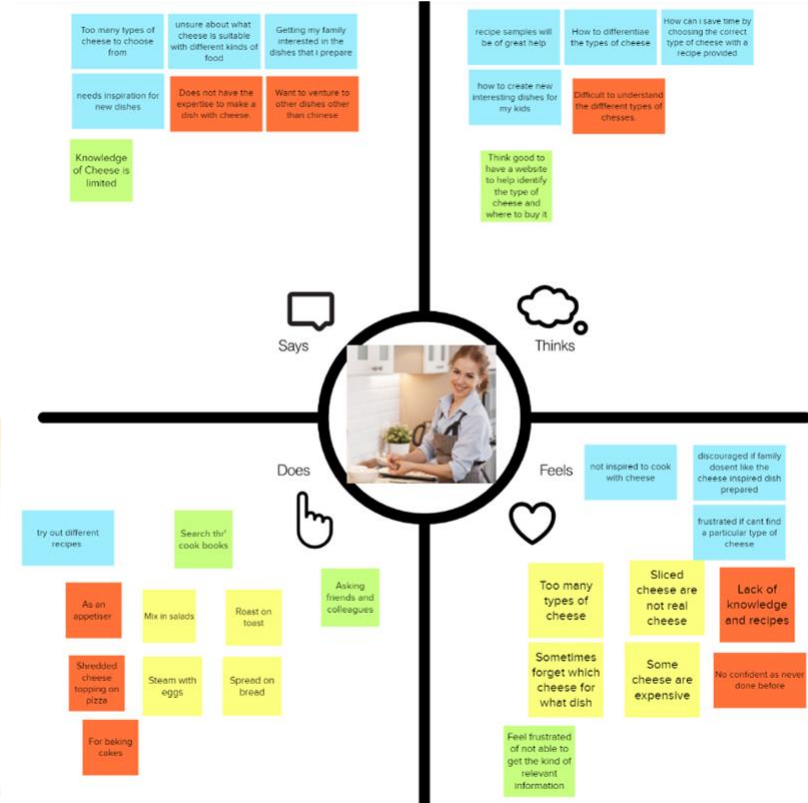 Too many types of
cheese to choose
from
unsure about what
cheese is suitable
with different kinds of
food
Getting my family
interested in the
dishes that i prepare
needs inspiration for
new dishes
Does not have the
expertise to make a
dish with cheese.
Want to venture to
other dishes other
than chinese
Knowledge
of Cheese is
limited
Says
recipe samples will
be of great help
How to differentiae
the types of cheese
How can i save time by
choosing the correct
type of cheese with a
recipe provided
how to create new
interesting dishes for
my kids
Difficult to understand
the diffferent types of
chesses.
Think good to
have a website
to help identify
the type of
cheese and
where to buy it
Thinks
Does
try out different
recipes
Search thr'
cook books
Asking
friends and
colleagues
As an
appetiser
Mix in salads
Roast on
toast
Shredded
cheese
topping on
pizza
Steam with
eggs
Spread on
bread
For baking
cakes
Feels
not inspired to cook
with cheese
discouraged if family
dosent like the
cheese inspired dish
prepared
frustrated if cant find
a particular type of
cheese
Too many
types of
cheese
Sliced
cheese are
not real
cheese
Lack of
knowledge
and recipes
Sometimes
forget which
cheese for
what dish
Some
cheese are
expensive
No confident as never
done before
Feel frustrated
of not able to
get the kind of
relevant
information